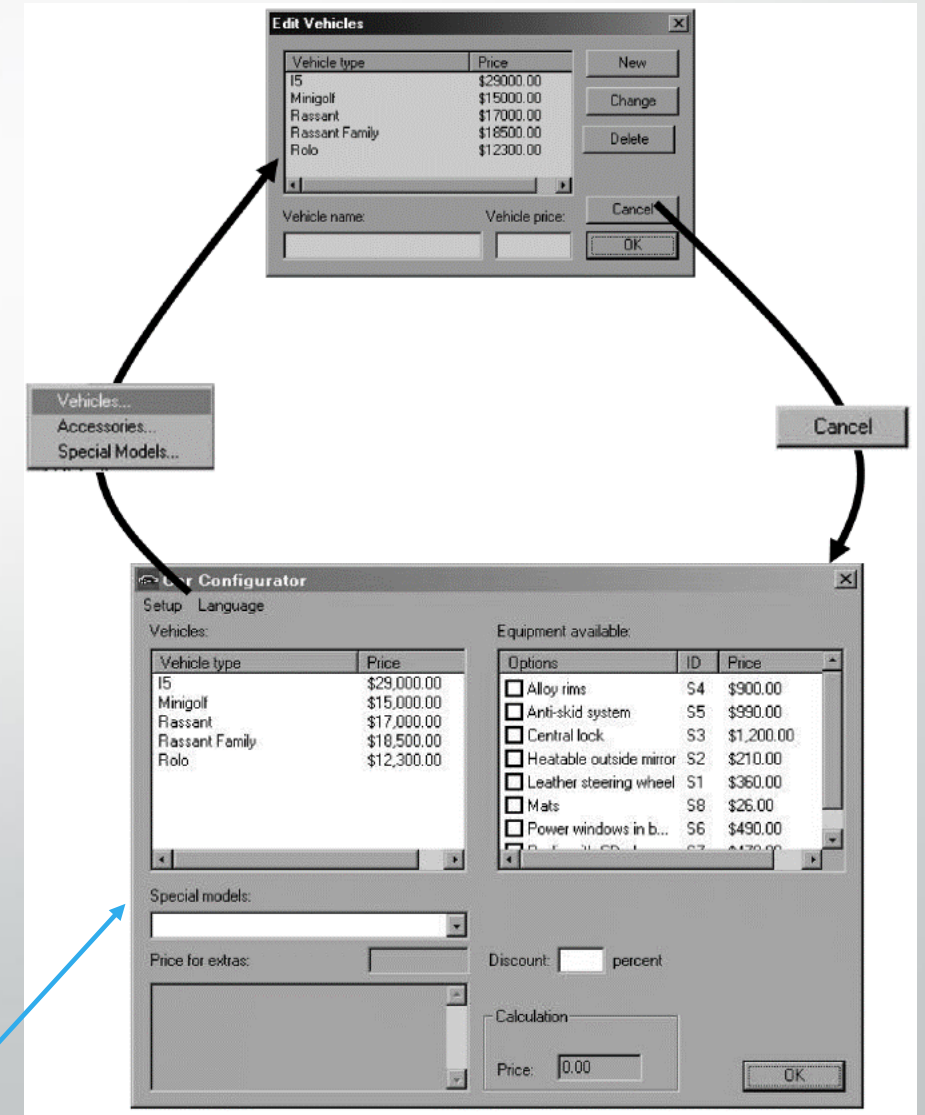 Edit Vehicles
Vehicle type Price New
I5 $29000.00
Minigolf $15000.00 Change
Rassant $17000.00
Rassant Family $18500.00 Delete
Rolo $12300.00
Vehicle name: Vehicle price: Cancel
OK
Vehicles...
Accessories...
Special Models...
Cancel
Car Configurator
Setup Language
Vehicles: Equipment available:
Vehicle type Price Options ID Price
I5 $29,000.00 Alloy rims S4 $900.00
Minigolf $15,000.00 Anti-skid system S5 $990.00
Rassant $17,000.00 Central lock S3 $1,200.00
Rassant Family $18,500.00 Heatable outside mirror S2 $210.00
Rolo $12,300.00 Leather steering wheel S1 $360.00
Mats S8 $26.00
Power windows in b... S6 $490.00
Special models:
Price for extras: Discount: percent
Calculation
Price: 0.00 OK